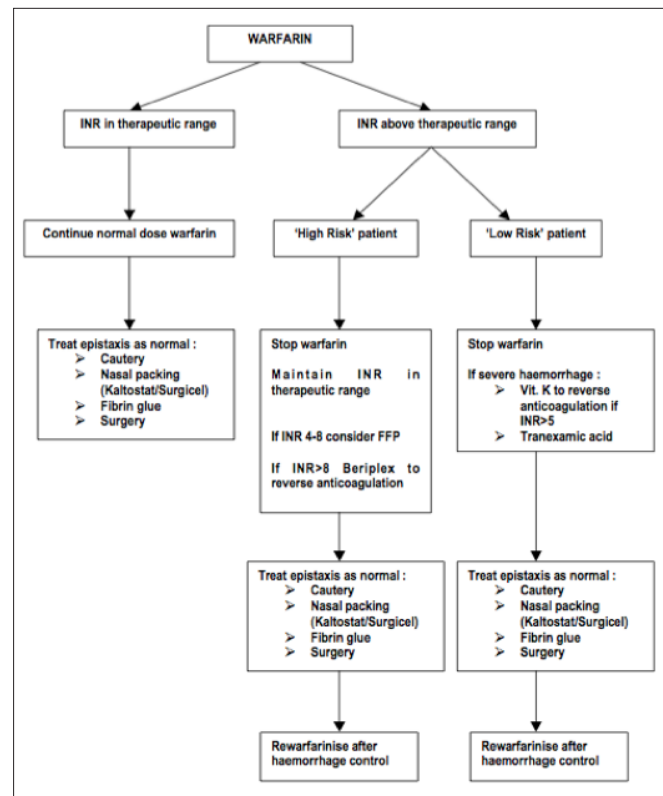 WARFARIN
INR in therapeutic range
INR above therapeutic range
Continue normal dose warfarin
'High Risk' patient
'Low Risk' patient
Treat epistaxis as normal :
➢ Cautery
➢ Nasal packing
(Kaltostat/Surgicel)
➢ Fibrin glue
➢ Surgery
Stop warfarin
Maintain INR in
therapeutic range
If INR 4-8 consider FFP
If INR>8 Beriplex to
reverse anticoagulation
Stop warfarin
If severe haemorrhage :
➢ Vit. K to reverse
anticoagulation if
INR>5
➢ Tranexamic acid
Treat epistaxis as normal :
➢ Cautery
➢ Nasal packing
(Kaltostat/Surgicel)
➢ Fibrin glue
➢ Surgery
Treat epistaxis as normal :
➢ Cautery
➢ Nasal packing
(Kaltostat/Surgicel)
➢ Fibrin glue
➢ Surgery
Rewarfarinise after
haemorrhage control
Rewarfarinise after
haemorrhage control